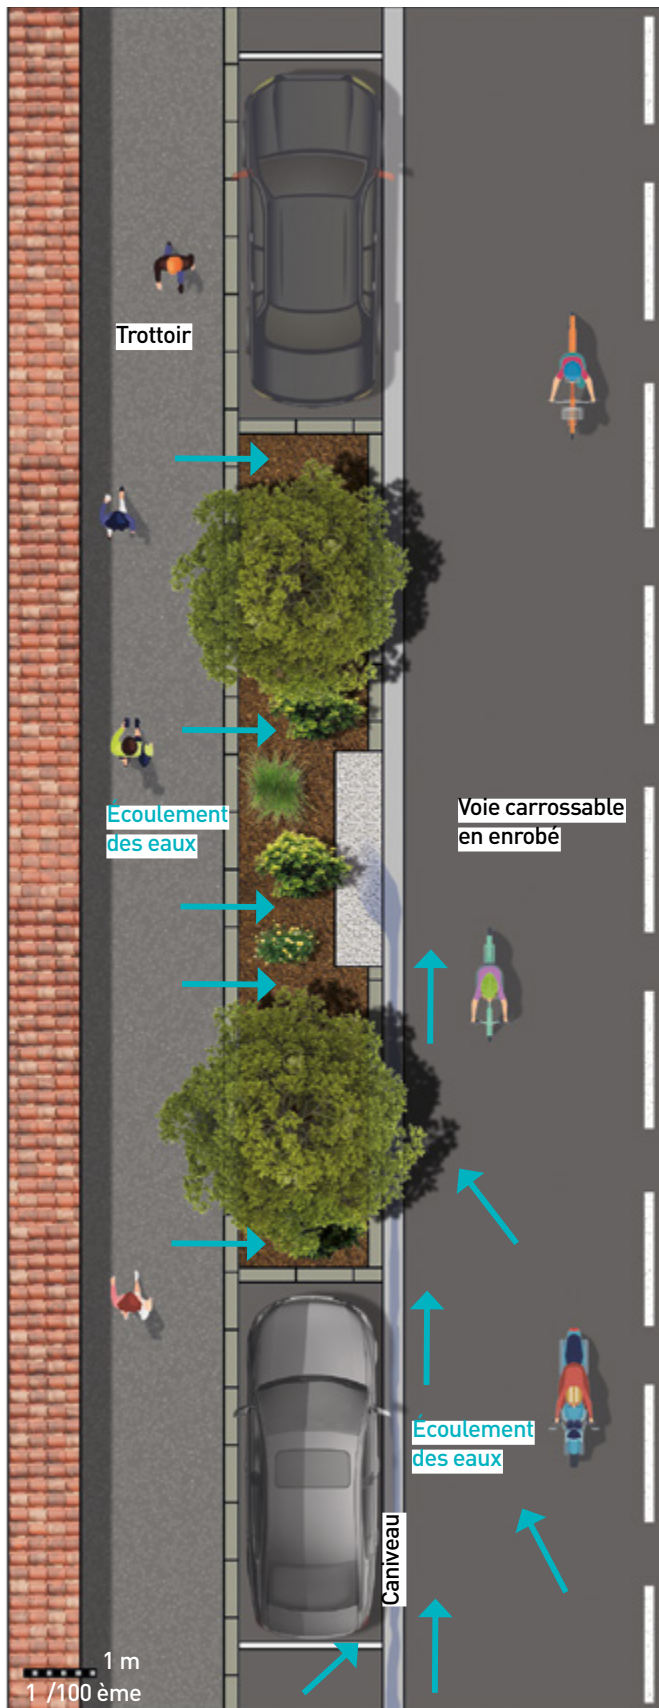 Trottoir
Écoulement
des eaux
Voie carrossable
en enrobé
Écoulement
des eaux
Caniveau
1 m
1 /100 ème